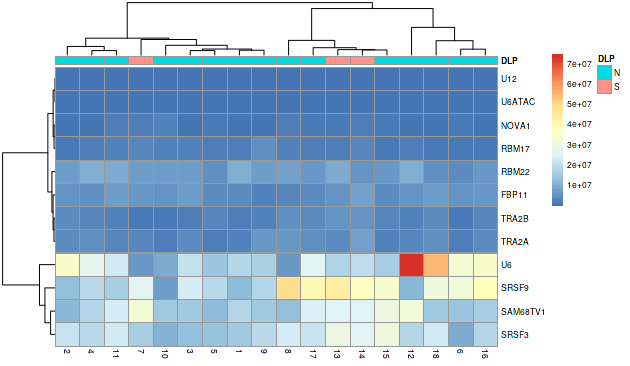 DLP
7e+07
6e+07
5e+07
4e+07
3e+07
2e+07
1e+07
DLP
N
S
U12
U6ATAC
NOVA1
RBM17
RBM22
FBP11
TRA2B
TRA2A
U6
SRSF9
SAM68TV1
SRSF3
2 4 11 7 10 3 5 1 9 8 17 13 14 15 12 18 6 16